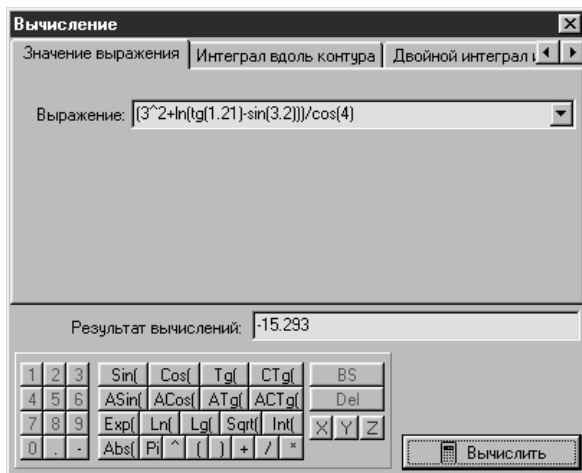 Вычисление
Значение выражения Интеграл вдоль контура Двойной интеграл и
Выражение: (3^2+ln(tg(1.21)-sin(3.2)))/cos(4)
Результат вычислений: -15.293
1 2 3 Sin( Cos( Tg( CTg( BS
4 5 6 ASin( ACos( ATg( ACTg( Del
7 8 9 Exp( Ln( Lg( Sqrt( Int( X Y Z
0 . - Abs( Pi ^ ( ) + / *
Вычислить